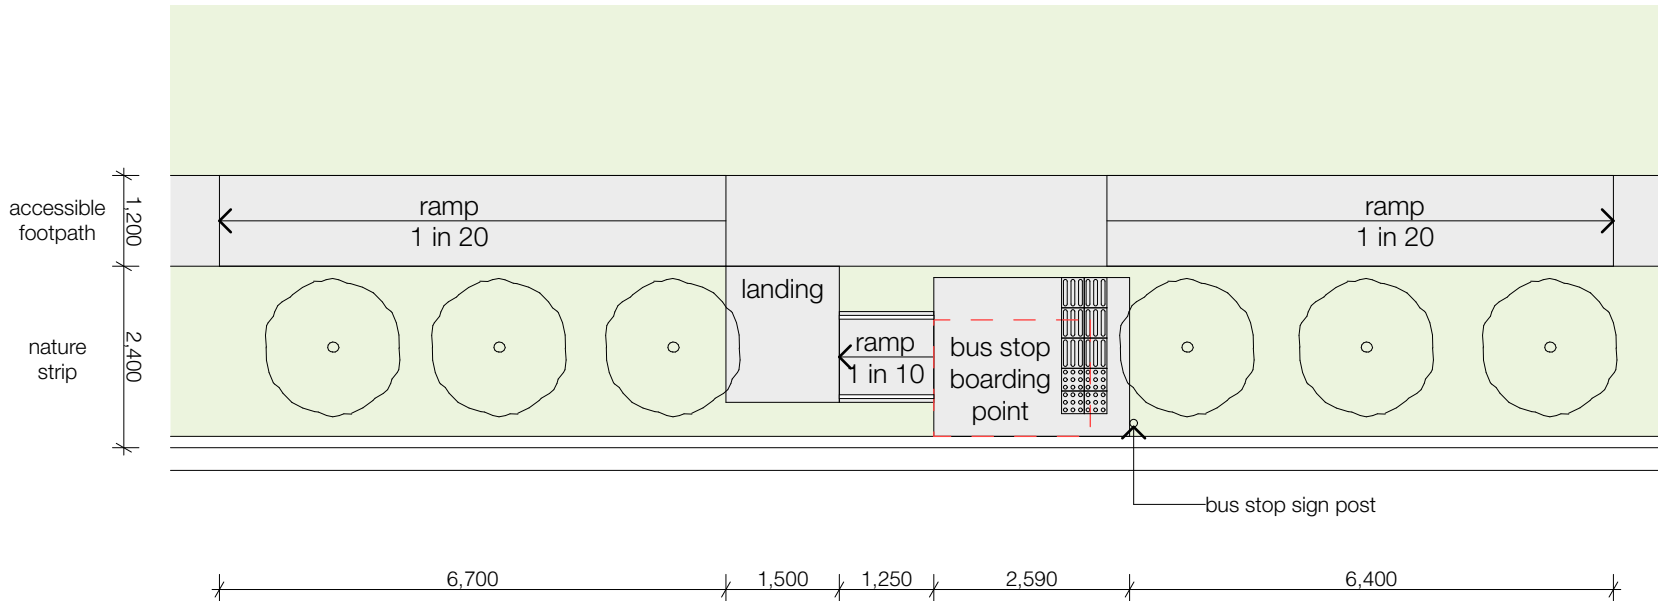 accessible
footpath
1,200
ramp
1 in 20
ramp
1 in 20
landing
nature
strip
2,400
ramp
1 in 10
bus stop
boarding
point
bus stop sign post
6,700
1,500
1,250
2,590
6,400